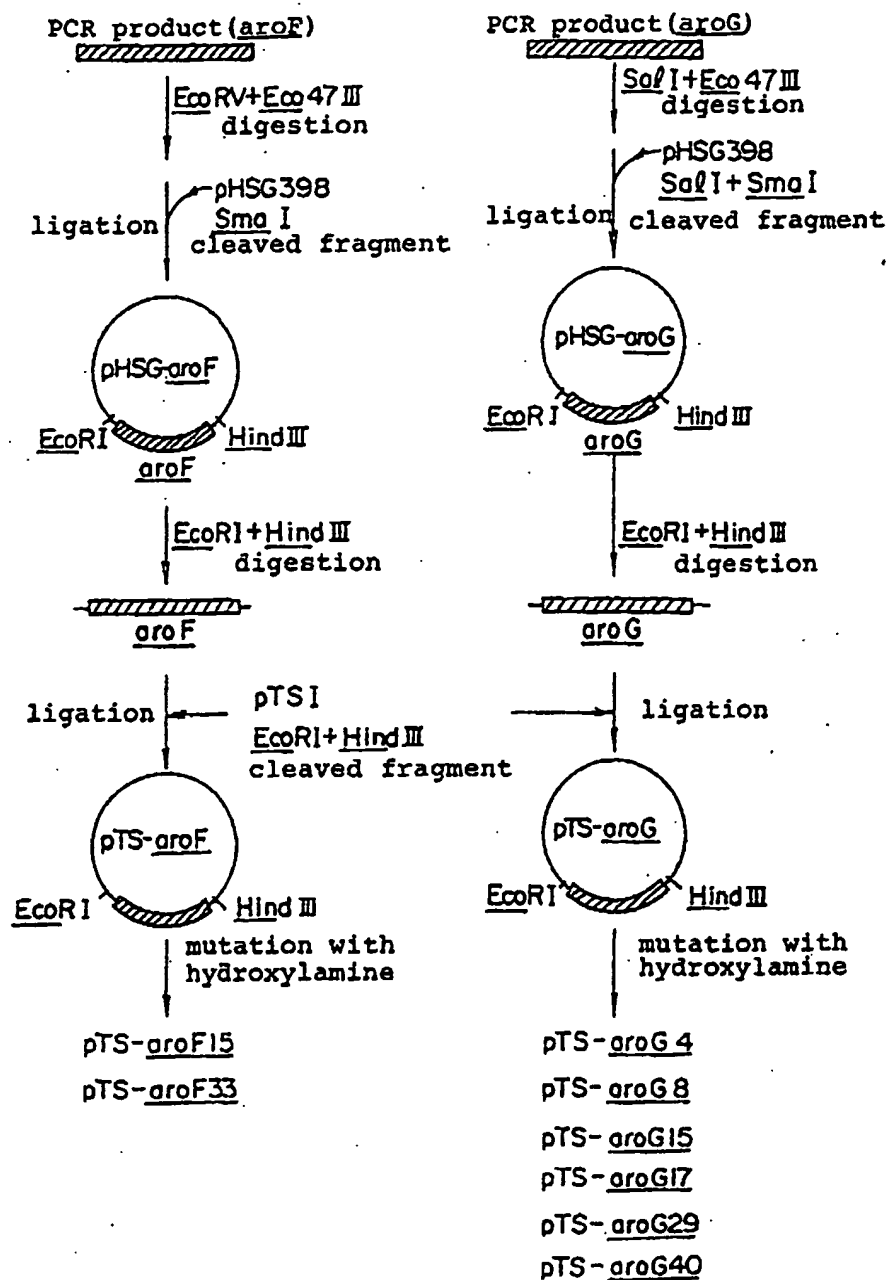 PCR product(aroF)
EcoRV+Eco47III
digestion
pHSG398
SmaI
cleaved fragment
ligation
pHSG-aroF
EcoRI
HindIII
aroF
EcoRI+HindIII
digestion
aroF
ligation
pTSI
EcoRI+HindIII
cleaved fragment
pTS-aroF
EcoRI
HindIII
mutation with
hydroxylamine
pTS-aroF15
pTS-aroF33
PCR product(aroG)
SalI+Eco47III
digestion
pHSG398
SalI+SmaI
cleaved fragment
ligation
pHSG-aroG
EcoRI
HindIII
aroG
EcoRI+HindIII
digestion
aroG
ligation
pTS-aroG
EcoRI
HindIII
mutation with
hydroxylamine
pTS-aroG4
pTS-aroG8
pTS-aroG15
pTS-aroG17
pTS-aroG29
pTS-aroG40